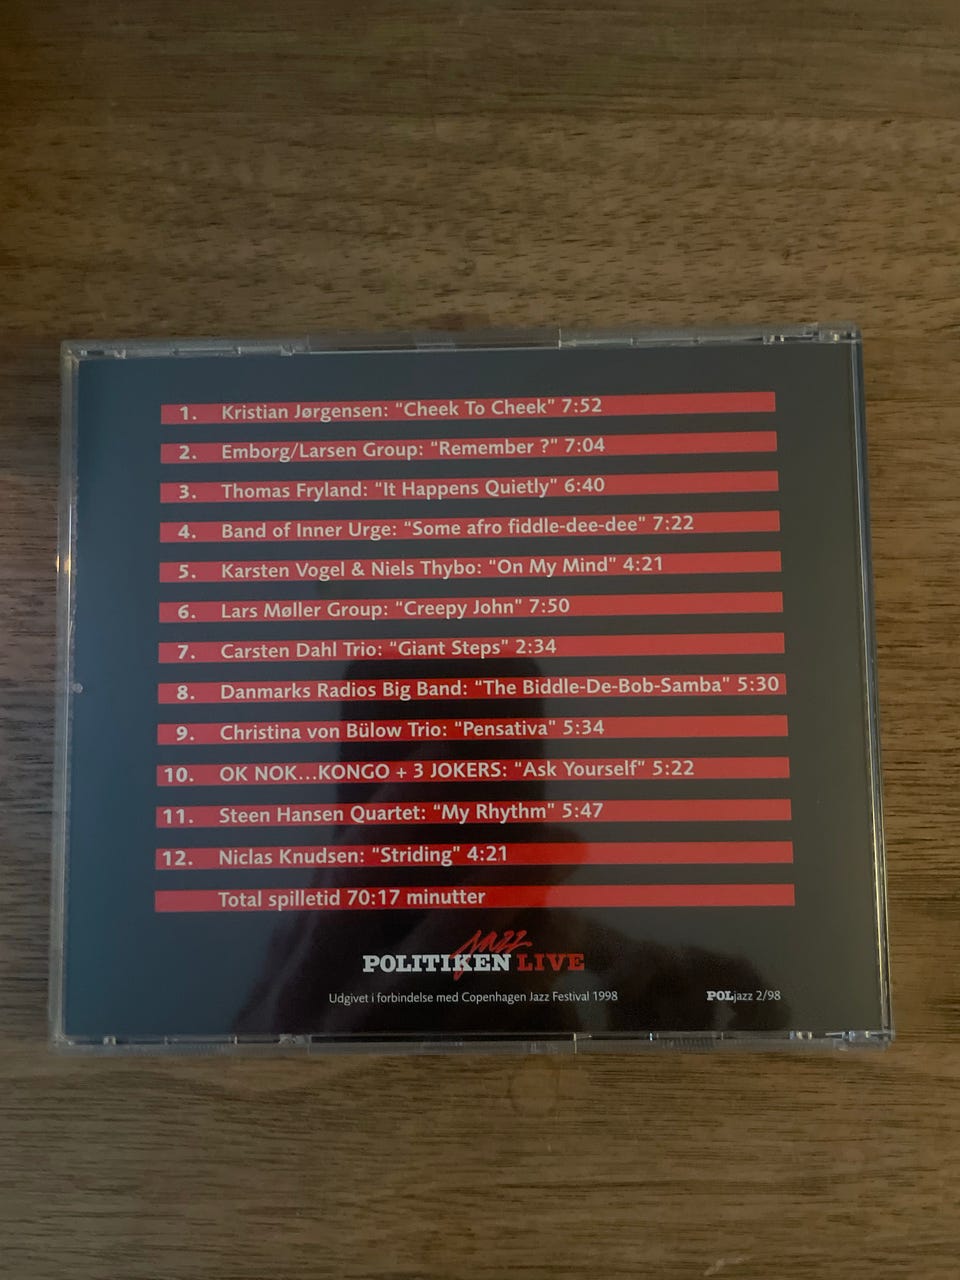 1. Kristian Jørgensen: “Cheek To Cheek” 7:52
2. Emborg/Larsen Group: “Remember ?” 7:04
3. Thomas Fryland: “It Happens Quietly” 6:40
4. Band of Inner Urge: “Some afro fiddle-dee-dee” 7:22
5. Karsten Vogel & Niels Thybo: “On My Mind” 4:21
6. Lars Møller Group: “Creepy John” 7:50
7. Carsten Dahl Trio: “Giant Steps” 2:34
8. Danmarks Radios Big Band: “The Biddle-De-Bob-Samba” 5:30
9. Christina von Bülow Trio: “Pensativa” 5:34
10. OK NOK...KONGO + 3 JOKERS: “Ask Yourself” 5:22
11. Steen Hansen Quartet: “My Rhythm” 5:47
12. Niclas Knudsen: “Striding” 4:21
Total spilletid 70:17 minutter
jazz
POLITIKEN LIVE
Udgivet i forbindelse med Copenhagen Jazz Festival 1998
POLjazz 2/98